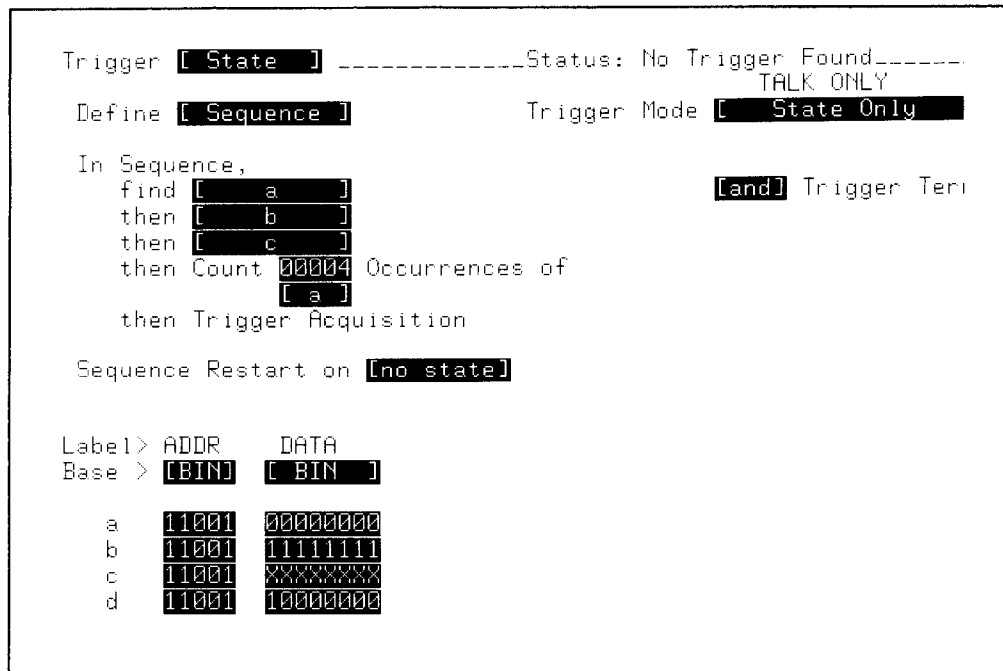 Trigger [ State ] _____________Status: No Trigger Found______
TALK ONLY
Define [ Sequence ] Trigger Mode [ State Only
In Sequence,
find [ a ] [and] Trigger
then [ b ]
then [ c ]
then Count 00004 Occurrences of
[ a ]
then Trigger Acquisition
Sequence Restart on [no state]
Label> ADDR DATA
Base > [BIN] [ BIN ]
a 11001 00000000
b 11001 11111111
c 11001 XXXXXXXX
d 11001 10000000